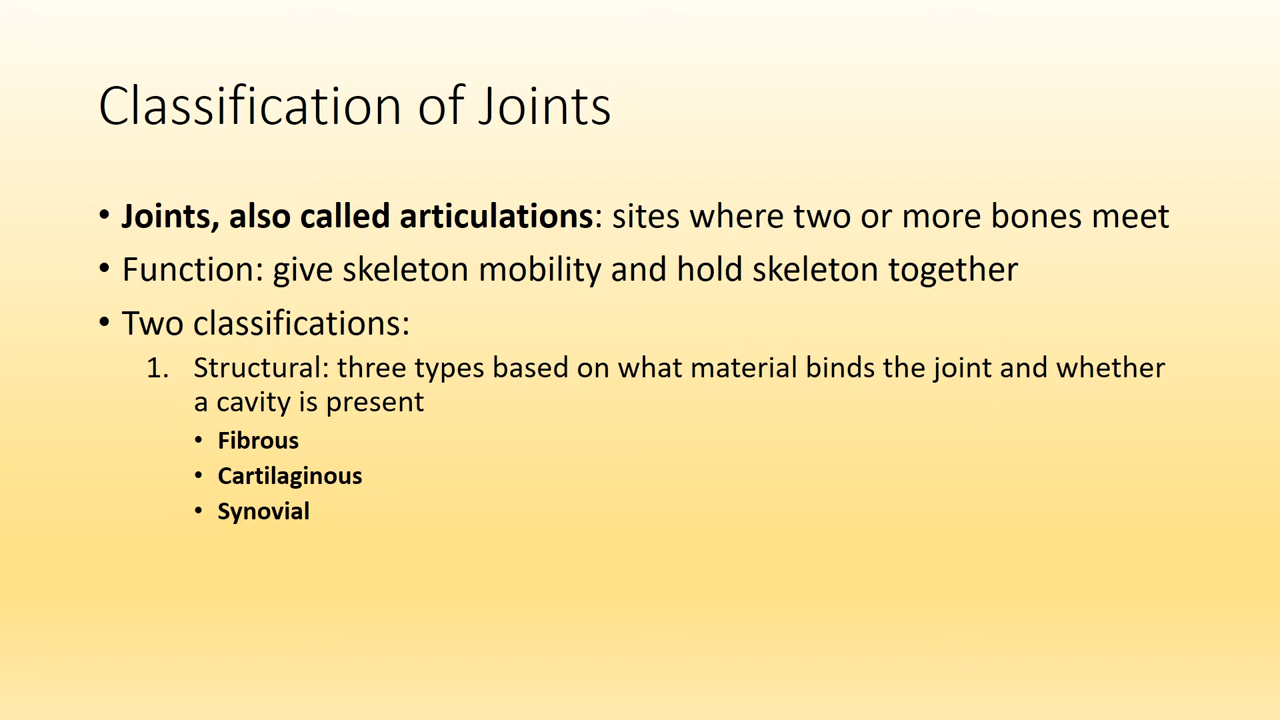 Classification of Joints
• Joints, also called articulations: sites where two or more bones meet
• Function: give skeleton mobility and hold skeleton together
• Two classifications:
1. Structural: three types based on what material binds the joint and whether
a cavity is present
• Fibrous
• Cartilaginous
• Synovial